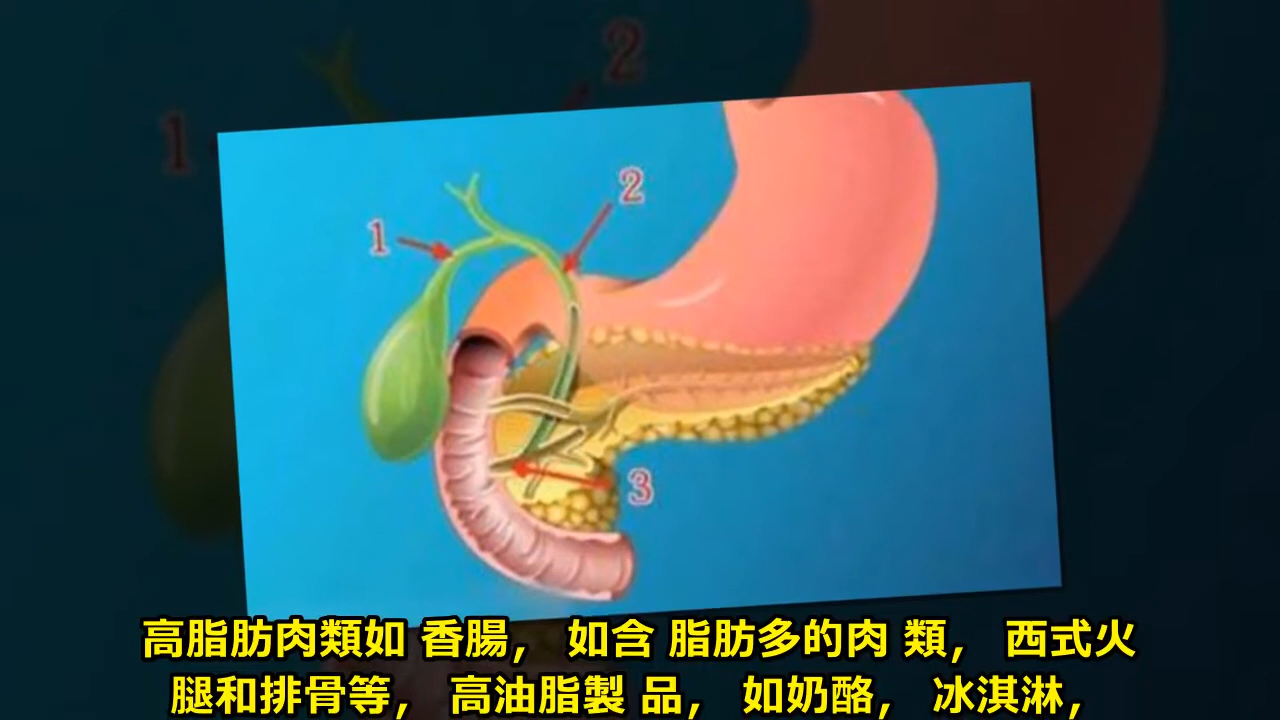 2
1
2
1
3
高脂肪肉類如 香腸， 如含 脂肪多的肉 類， 西式火
腿和排骨等， 高油脂製 品， 如奶酪， 冰淇淋，